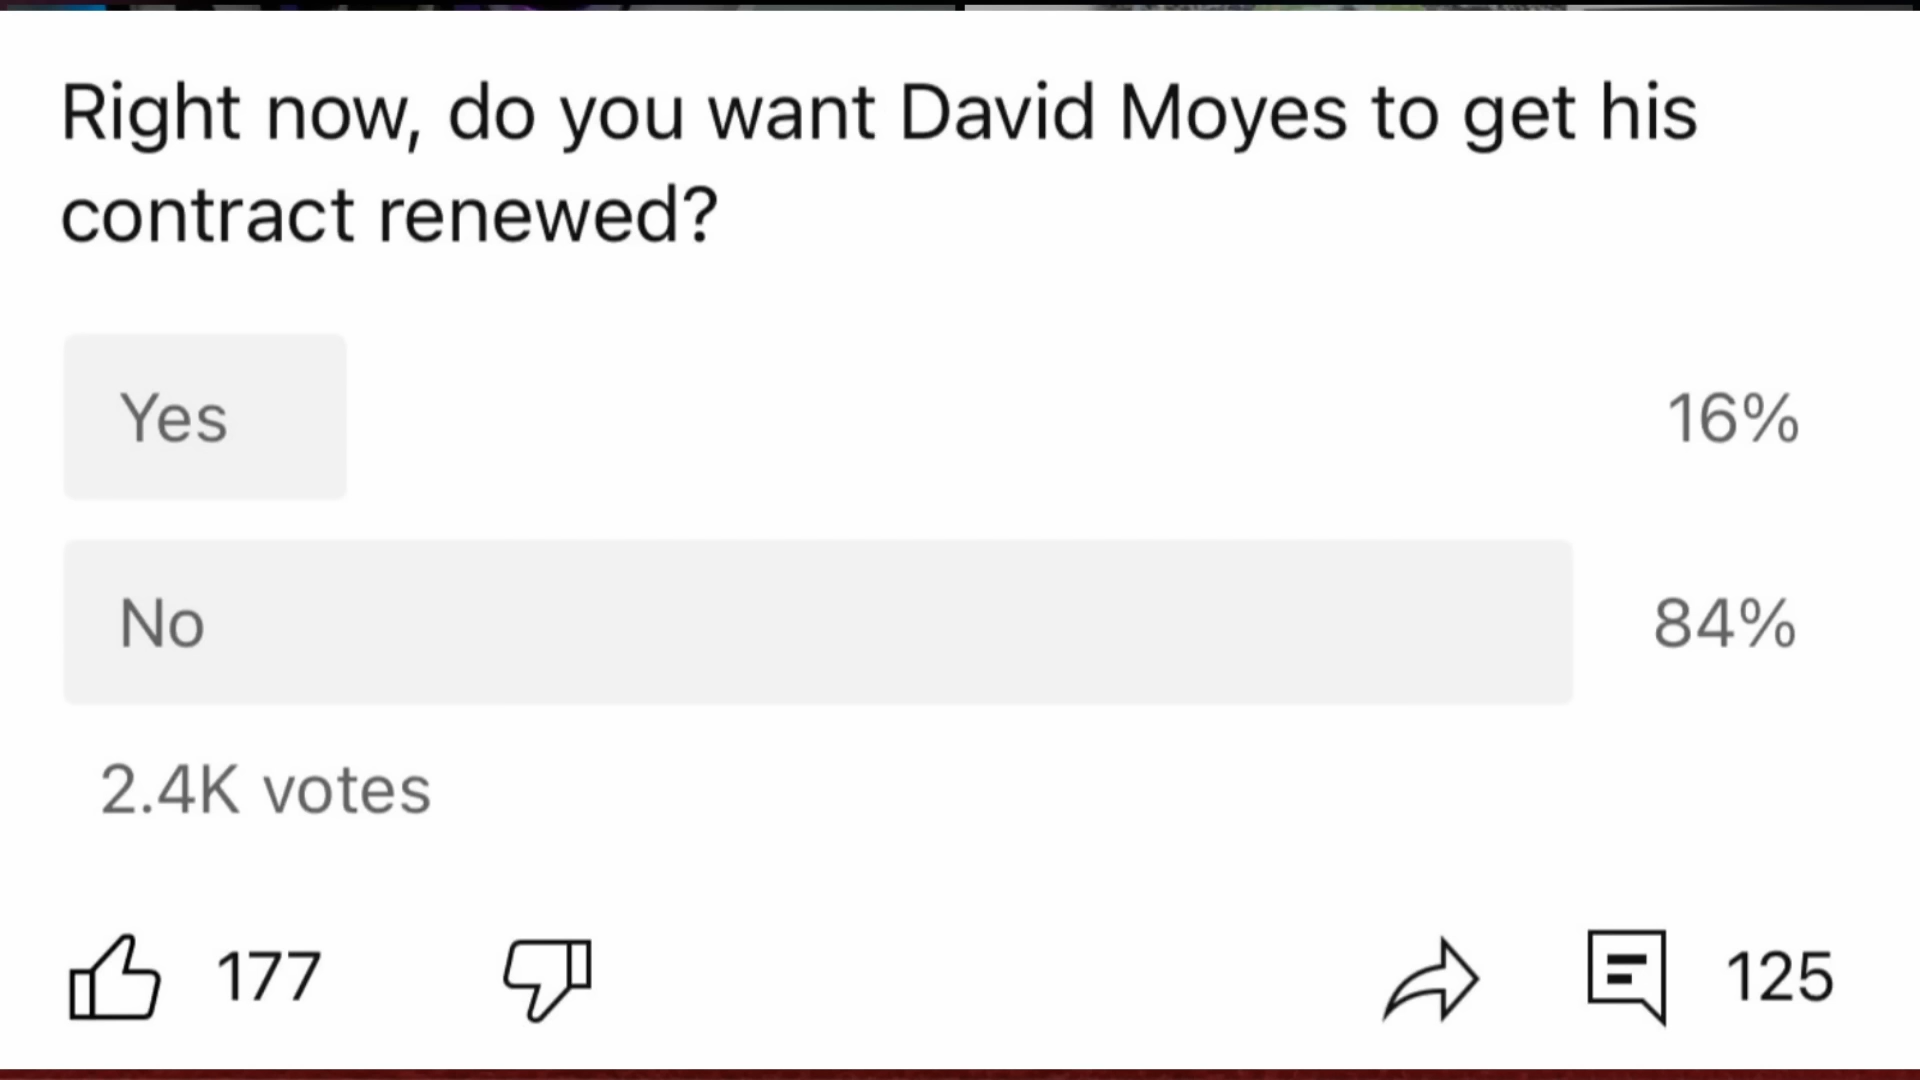 Right now, do you want David Moyes to get his
contract renewed?
Yes 16%
No 84%
2.4K votes
177 125